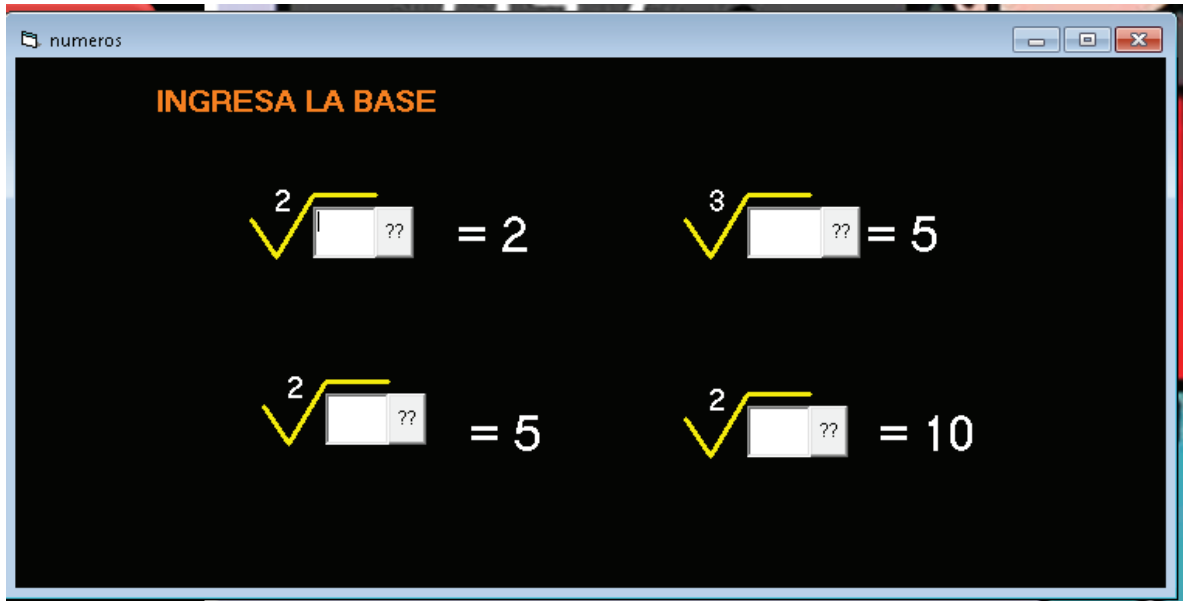 numeros
INGRESA LA BASE
2 ?? = 2
3 ?? = 5
2 ?? = 5
2 ?? = 10